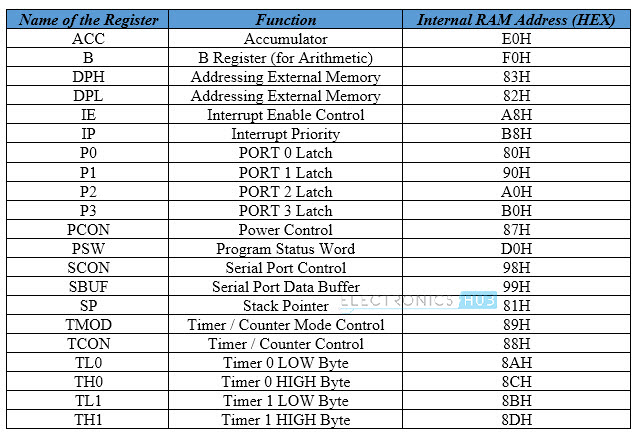 Name of the Register Function Internal RAM Address (HEX)
ACC Accumulator E0H
B B Register (for Arithmetic) F0H
DPH Addressing External Memory 83H
DPL Addressing External Memory 82H
IE Interrupt Enable Control A8H
IP Interrupt Priority B8H
P0 PORT 0 Latch 80H
P1 PORT 1 Latch 90H
P2 PORT 2 Latch A0H
P3 PORT 3 Latch B0H
PCON Power Control 87H
PSW Program Status Word D0H
SCON Serial Port Control 98H
SBUF Serial Port Data Buffer 99H
ELECTRONICS HUB
SP Stack Pointer 81H
TMOD Timer / Counter Mode Control 89H
TCON Timer / Counter Control 88H
TL0 Timer 0 LOW Byte 8AH
TH0 Timer 0 HIGH Byte 8CH
TL1 Timer 1 LOW Byte 8BH
TH1 Timer 1 HIGH Byte 8DH